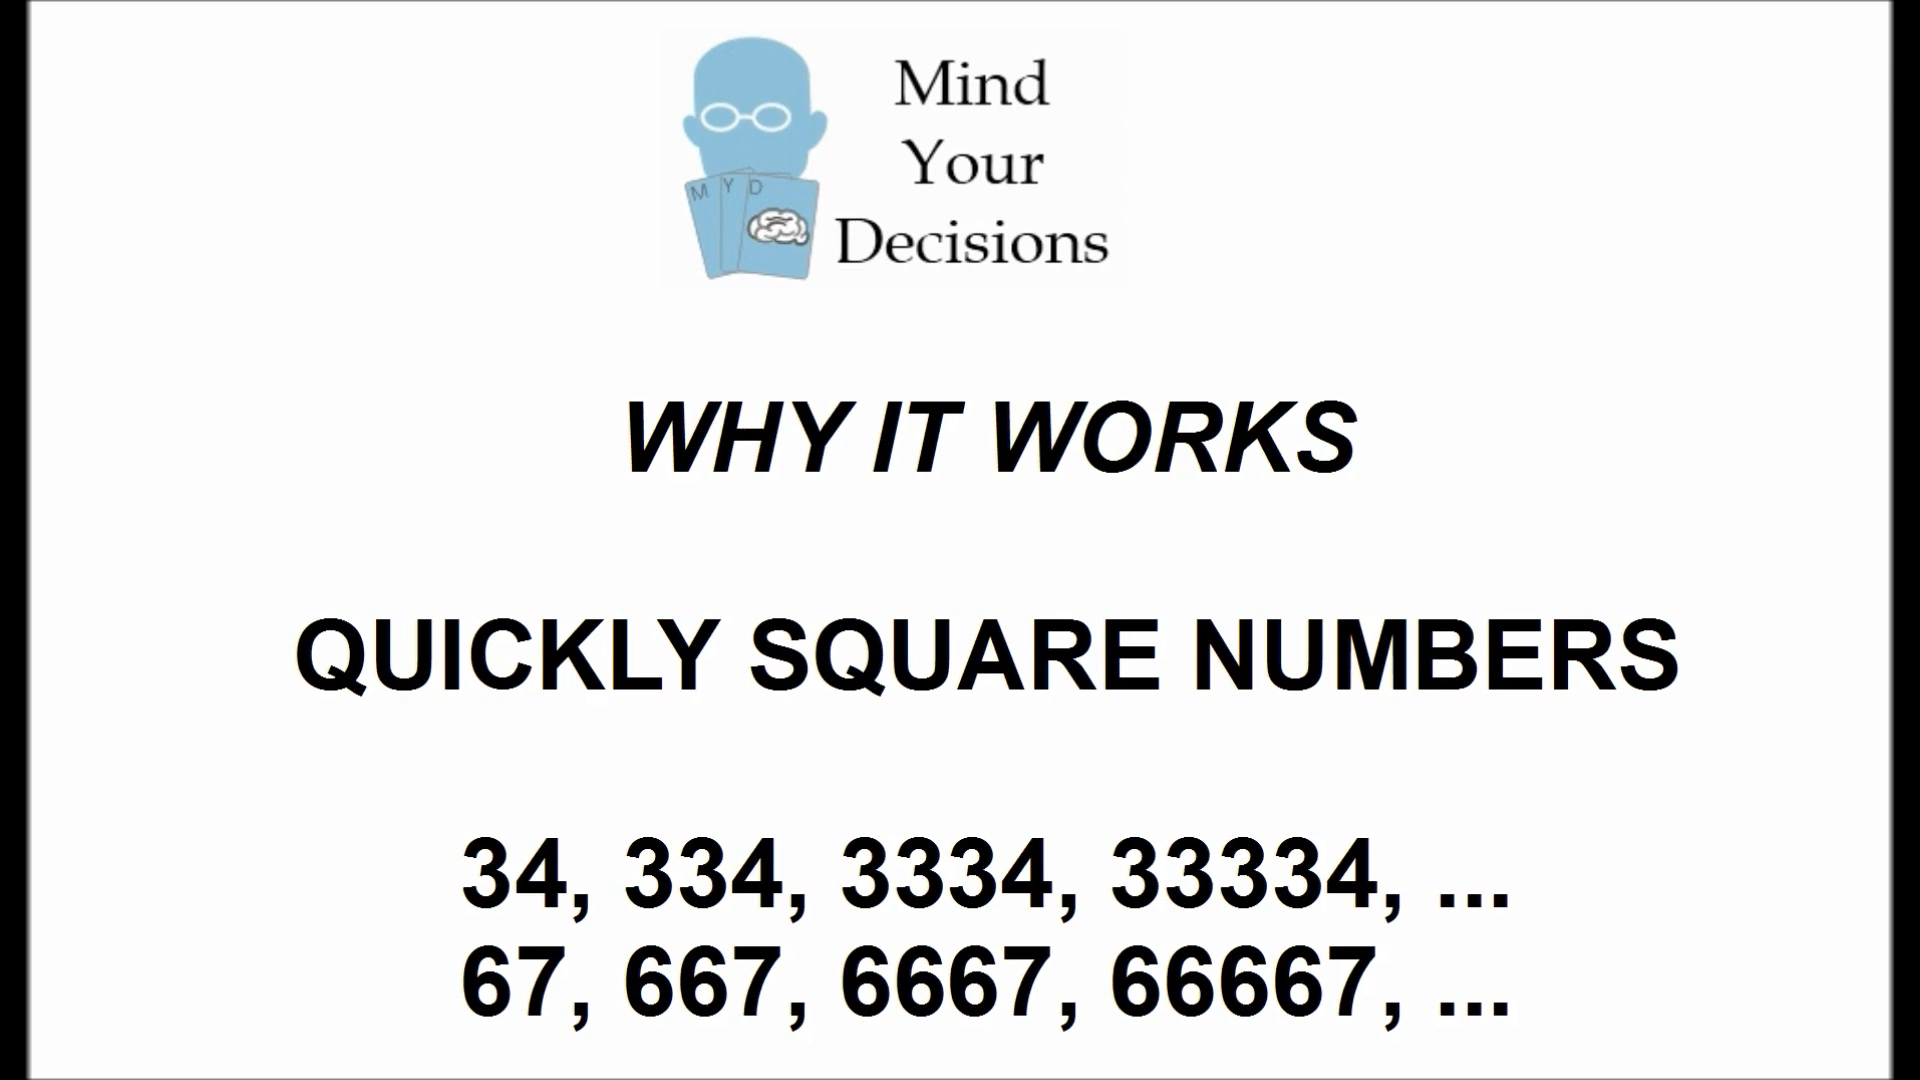 Mind
Your
Decisions
M Y D
WHY IT WORKS
QUICKLY SQUARE NUMBERS
34, 334, 3334, 33334, ...
67, 667, 6667, 66667, ...